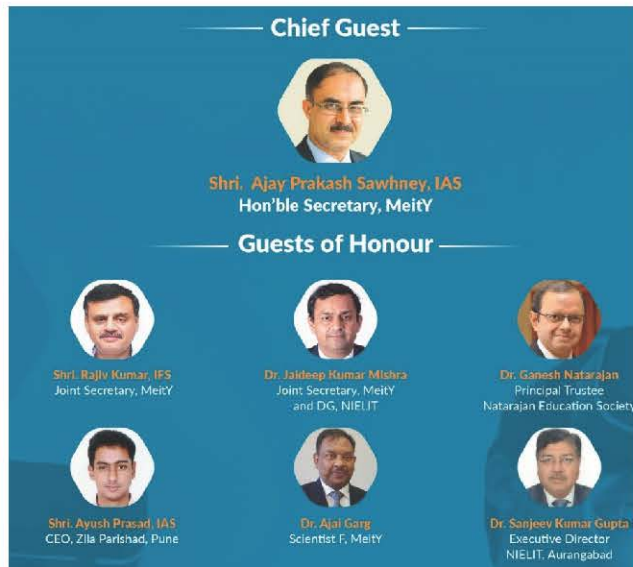 Chief Guest
Shri. Ajay Prakash Sawhney, IAS
Hon'ble Secretary, MeitY
Guests of Honour
Shri. Rajiv Kumar, IFS
Joint Secretary, MeitY
Dr. Jaideep Kumar Mishra
Joint Secretary, MeitY
and DG, NIELIT
Dr. Ganesh Natarajan
Principal Trustee
Natarajan Education Society
Shri. Ayush Prasad, IAS
CEO, Zila Parishad, Pune
Dr. Ajai Garg
Scientist F, MeitY
Dr. Sanjeev Kumar Gupta
Executive Director
NIELIT, Aurangabad